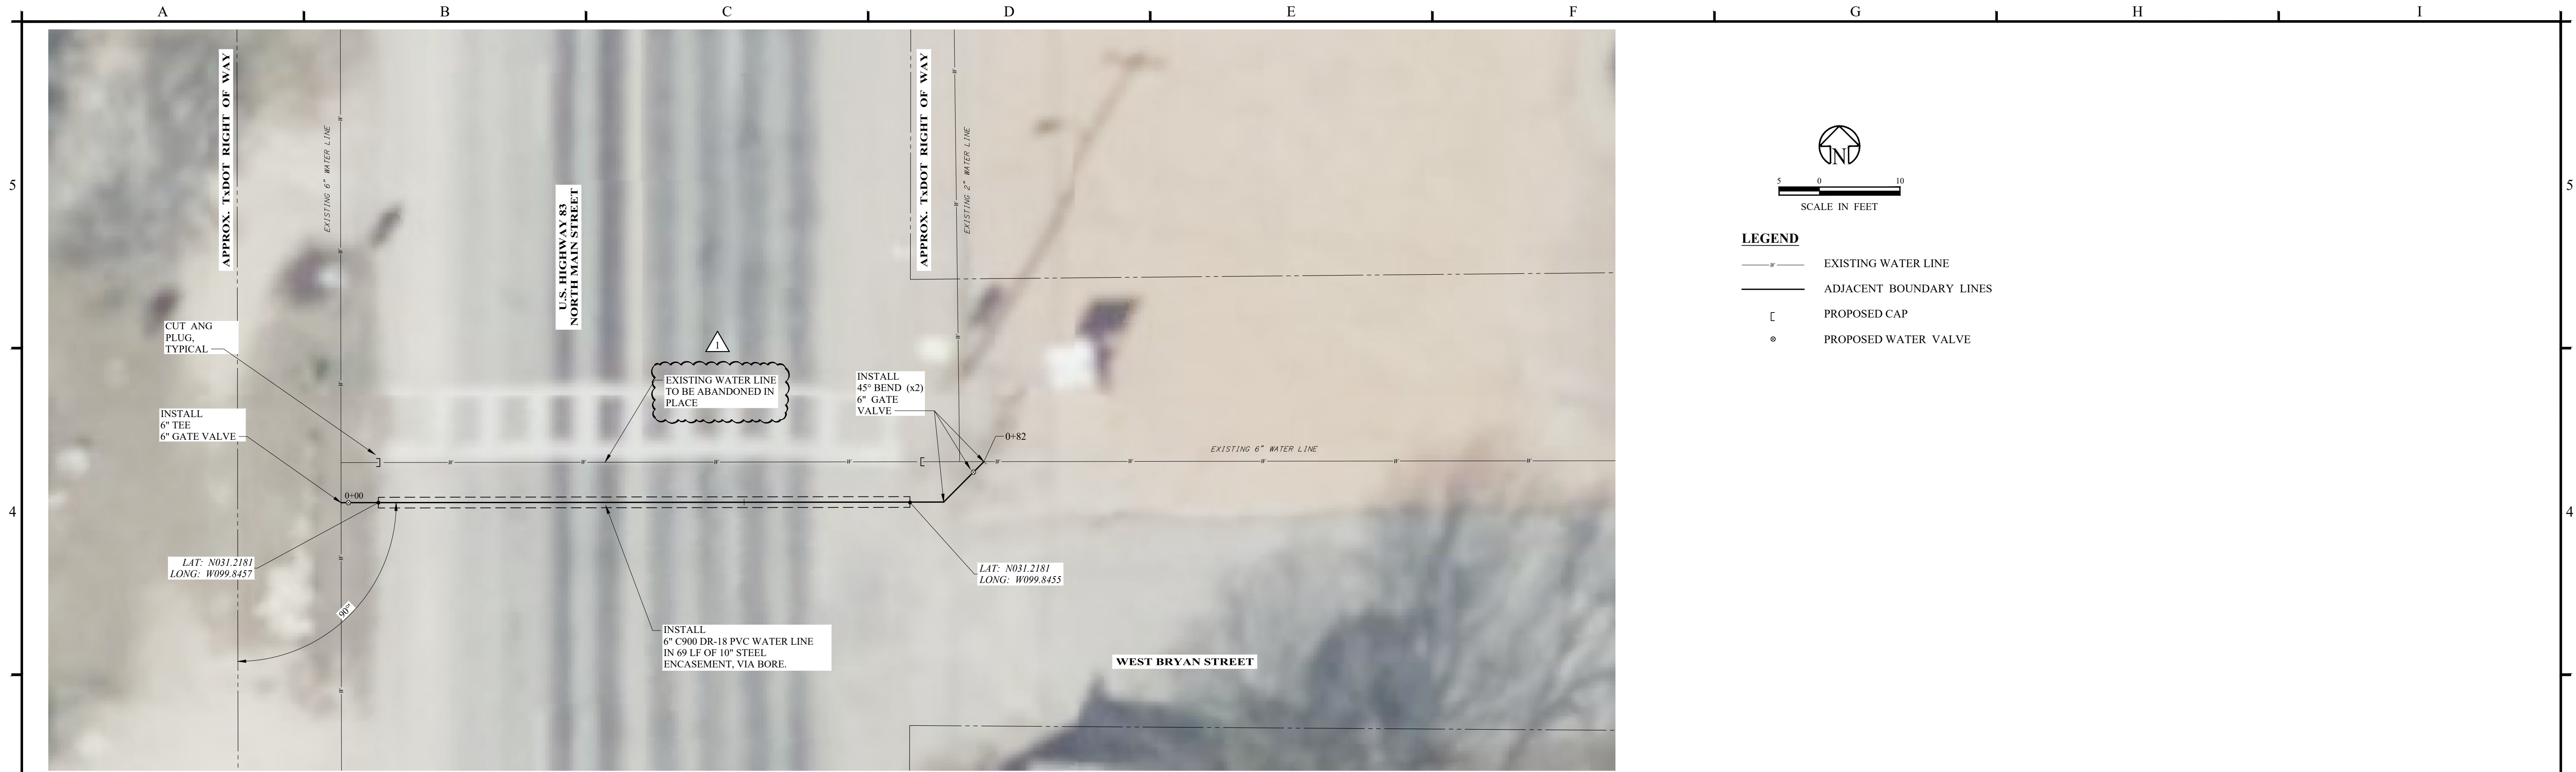 A B C D E F G H I
APPROX. TxDOT RIGHT OF WAY
EXISTING 6" WATER LINE
U.S. HIGHWAY 83
NORTH MAIN STREET
APPROX. TxDOT RIGHT OF WAY
EXISTING 2" WATER LINE
W
W
W
W
W
W
W
W
N
5 0 10
SCALE IN FEET
5
5
LEGEND
W EXISTING WATER LINE
ADJACENT BOUNDARY LINES
PROPOSED CAP
PROPOSED WATER VALVE
CUT ANG
PLUG,
TYPICAL
1
EXISTING WATER LINE
TO BE ABANDONED IN
PLACE
INSTALL
45° BEND (x2)
6" GATE
VALVE
INSTALL
6" TEE
6" GATE VALVE
0+82
EXISTING 6" WATER LINE
W W W W W W W W W
0+00
1
4
4
LAT: N031.2181
LONG: W099.8457
LAT: N031.2181
LONG: W099.8455
90°
INSTALL
6" C900 DR-18 PVC WATER LINE
IN 69 LF OF 10" STEEL
ENCASEMENT, VIA BORE.
WEST BRYAN STREET